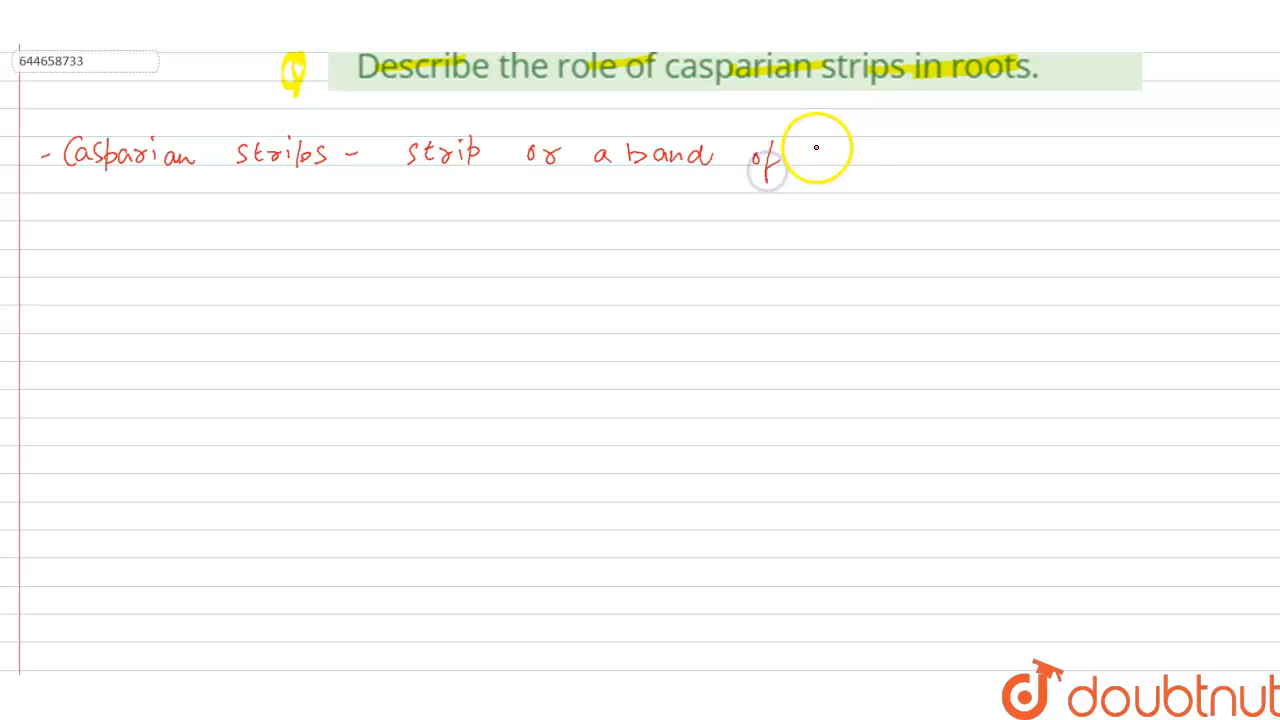 644658733
Q Describe the role of casparian strips in roots.
- Casparian strips - strip or a band of
doubtnut